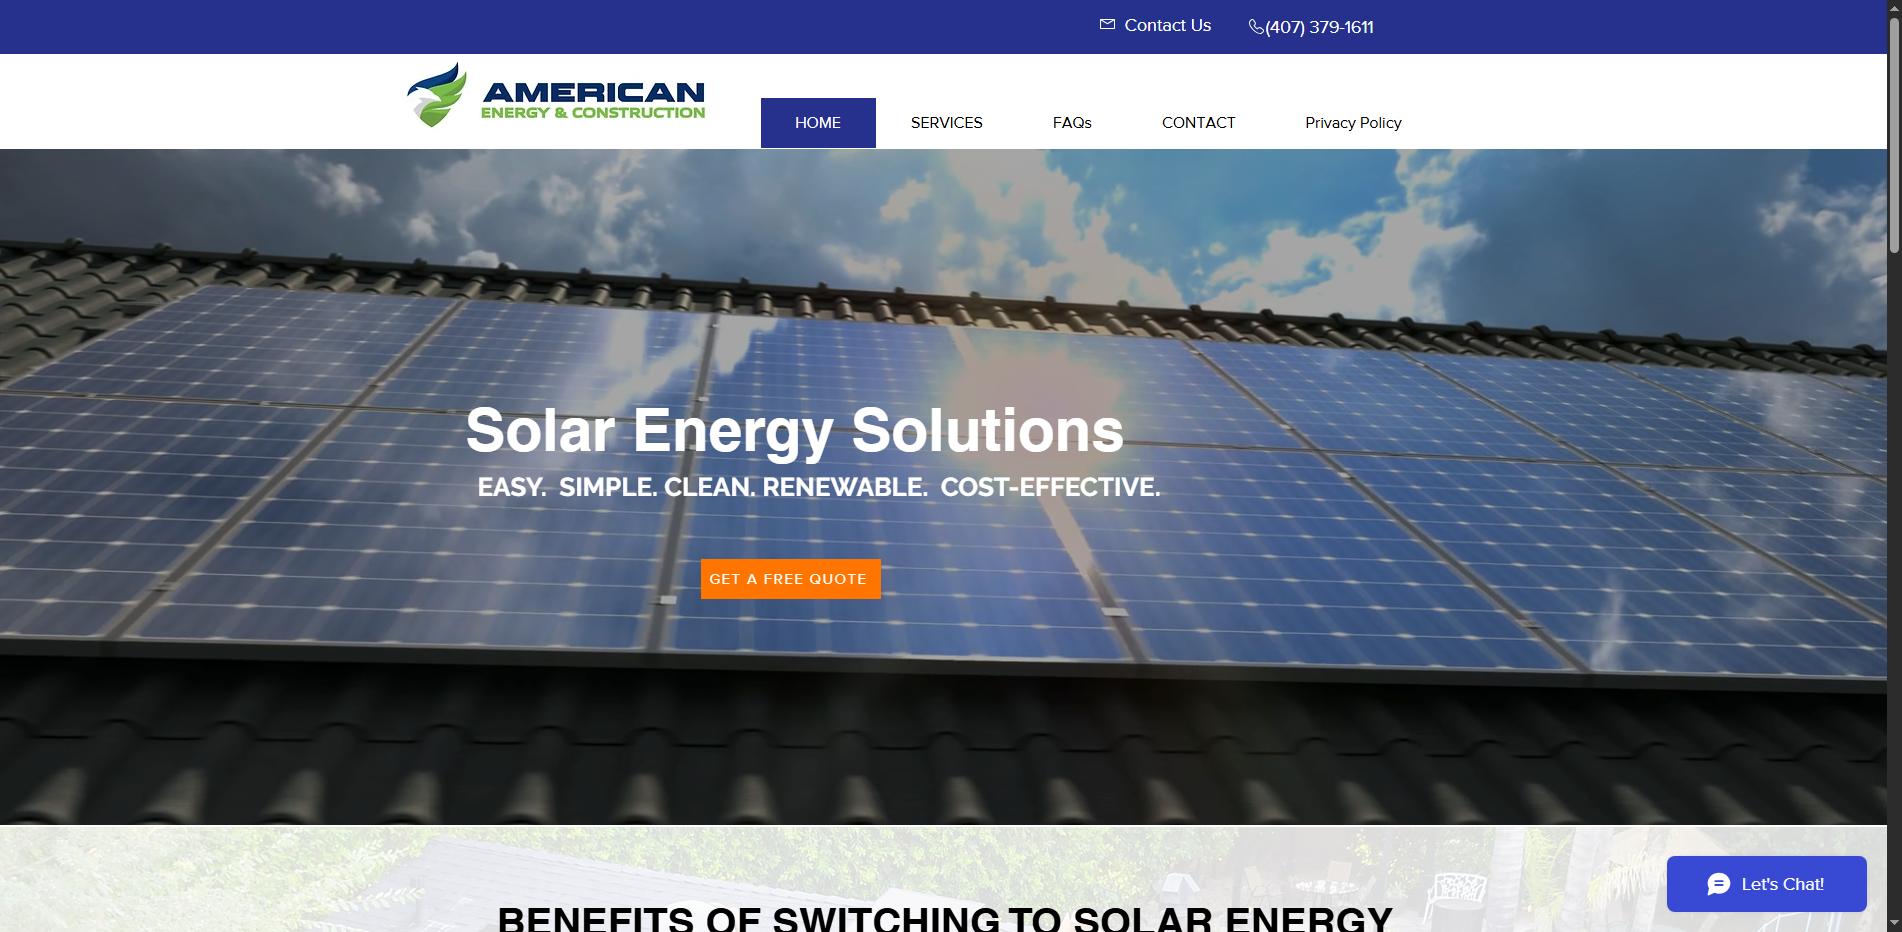 Contact Us
(407) 379-1611
AMERICAN
ENERGY & CONSTRUCTION
HOME
SERVICES
FAQs
CONTACT
Privacy Policy
Solar Energy Solutions
EASY.  SIMPLE. CLEAN. RENEWABLE.  COST-EFFECTIVE.
GET A FREE QUOTE
Let's Chat!
BENEFITS OF SWITCHING TO SOLAR ENERGY